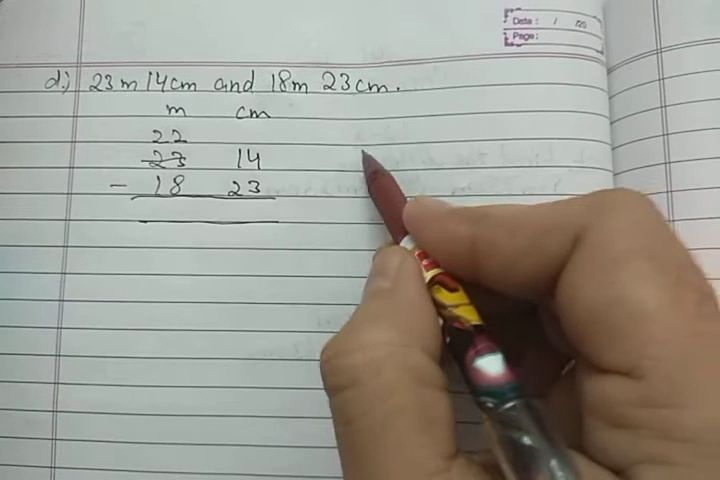 Date: / /20
Page:
d.) 23m 14cm and 18m 23cm.
m cm
22
23 14
- 18 23